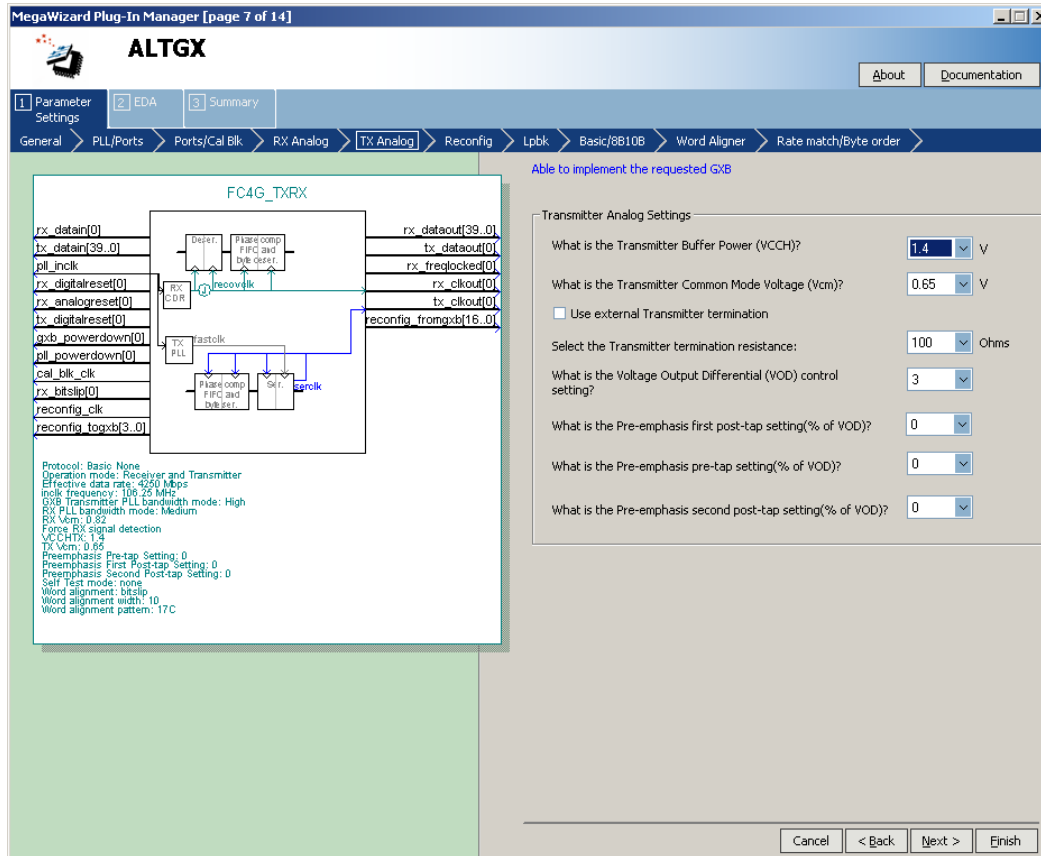 MegaWizard Plug-In Manager [page 7 of 14]
ALTGX
About
Documentation
1 Parameter Settings
2 EDA
3 Summary
General
PLL/Ports
Ports/Cal Blk
RX Analog
TX Analog
Reconfig
Lpbk
Basic/8B10B
Word Aligner
Rate match/Byte order
Able to implement the requested GXB
FC4G_TXRX
rx_datain[0]
tx_datain[39..0]
pll_inclk
rx_digitalreset[0]
rx_analogreset[0]
tx_digitalreset[0]
gxb_powerdown[0]
pll_powerdown[0]
cal_blk_clk
rx_bitslip[0]
reconfig_clk
reconfig_togxb[3..0]
Deser.
Phase comp
FIFO and
byte deser.
RX
CDR
recovclk
TX
PLL
fastclk
Phase comp
FIFO and
byte ser.
Ser.
serclk
rx_dataout[39..0]
tx_dataout[0]
rx_freqlocked[0]
rx_clkout[0]
tx_clkout[0]
reconfig_fromgxb[16..0]
Protocol: Basic None
Operation mode: Receiver and Transmitter
Effective data rate: 4250 Mbps
inclk frequency: 106.25 MHz
GXB Transmitter PLL bandwidth mode: High
RX PLL bandwidth mode: Medium
RX Vcm: 0.82
Force RX signal detection
VCCHTX: 1.4
TX Vcm: 0.65
Preemphasis Pre-tap Setting: 0
Preemphasis First Post-tap Setting: 0
Preemphasis Second Post-tap Setting: 0
Self Test mode: none
Word alignment: bitslip
Word alignment width: 10
Word alignment pattern: 17C
Transmitter Analog Settings
What is the Transmitter Buffer Power (VCCH)? 1.4 V
What is the Transmitter Common Mode Voltage (Vcm)? 0.65 V
Use external Transmitter termination
Select the Transmitter termination resistance: 100 Ohms
What is the Voltage Output Differential (VOD) control
setting? 3
What is the Pre-emphasis first post-tap setting(% of VOD)? 0
What is the Pre-emphasis pre-tap setting(% of VOD)? 0
What is the Pre-emphasis second post-tap setting(% of VOD)? 0
Cancel
< Back
Next >
Finish